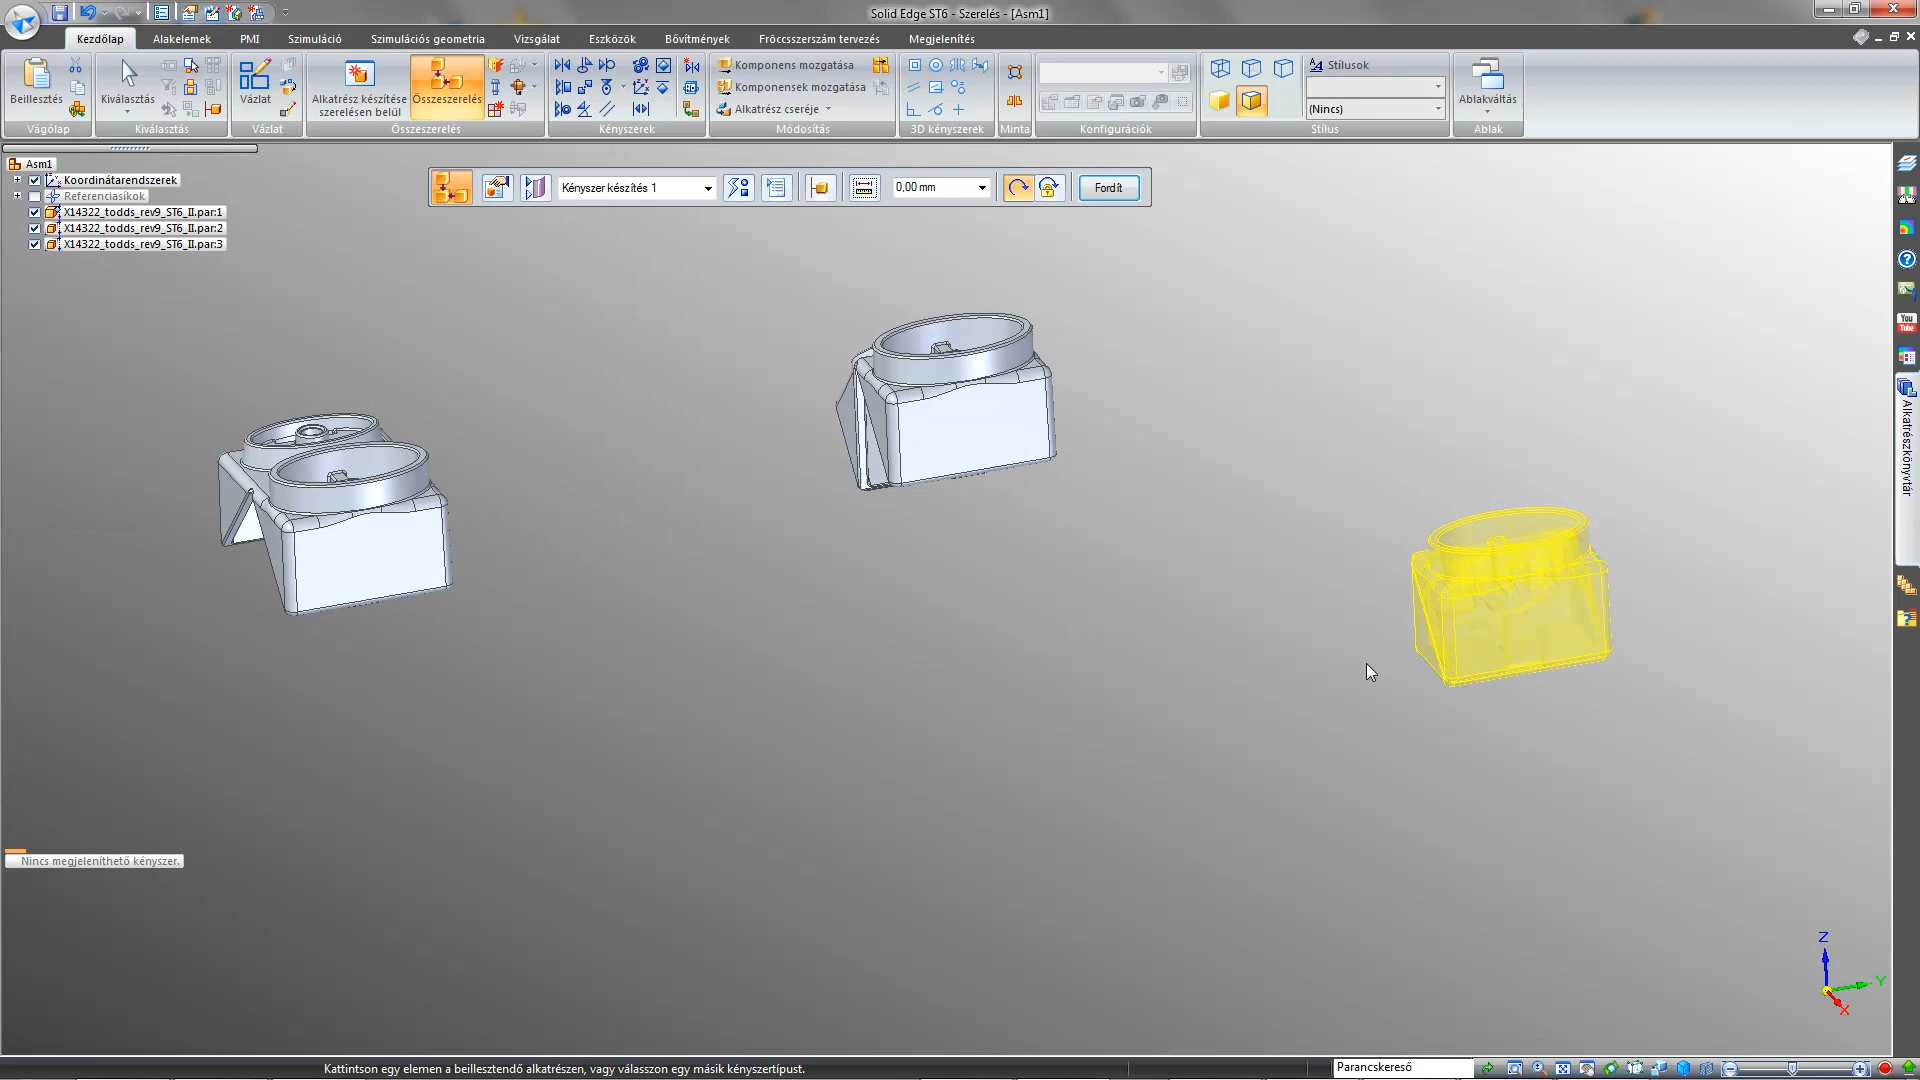 Solid Edge ST6 - Szerelés - [Asm1]
Kezdőlap
Alakelemek
PMI
Szimuláció
Szimulációs geometria
Vizsgálat
Eszközök
Bővítmények
Fröccsszerszám tervezés
Megjelenítés
Beillesztés
Vágólap
Kiválasztás
Kiválasztás
Vázlat
Vázlat
Alkatrész készítése
szerelésen belül
Összeszerelés
Összeszerelés
Kényszerek
Komponens mozgatása
Komponensek mozgatása
Alkatrész cseréje
Módosítás
3D kényszerek
Minta
Konfigurációk
Stílusok
(Nincs)
Stílus
Ablakváltás
Ablak
Asm1
Koordinátarendszerek
Referenciasíkok
X14322_todds_rev9_ST6_II.par:1
X14322_todds_rev9_ST6_II.par:2
X14322_todds_rev9_ST6_II.par:3
Kényszer készítés 1
0,00 mm
Fordít
You
Tube
Alkatrészkönyvtár
Nincs megjeleníthető kényszer.
Z
Y
X
Kattintson egy elemen a beillesztendő alkatrészen, vagy válasszon egy másik kényszertípust.
Parancskereső